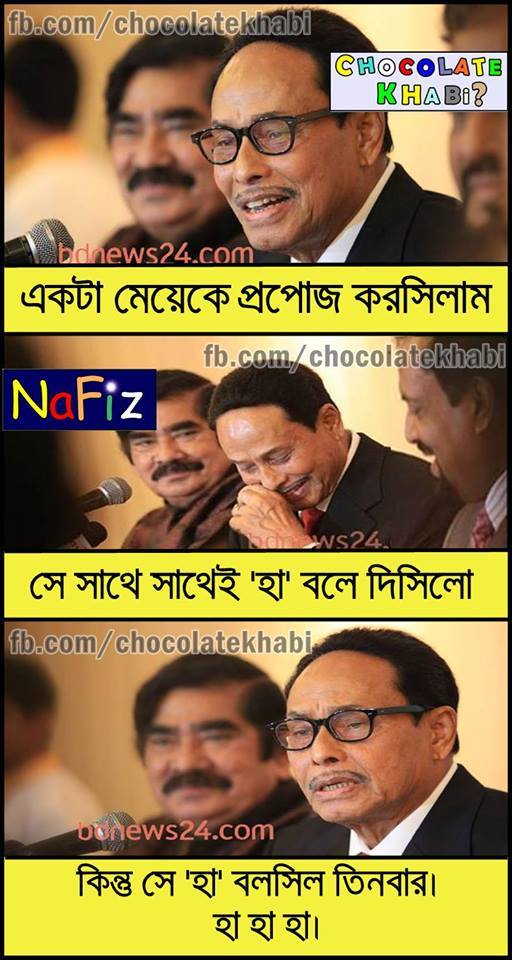 fb.com/chocolatekhabi
CHOCOLATE
KHABi?
bdnews24.com
একটা মেয়েকে প্রপোজ করসিলাম
fb.com/chocolatekhabi
NaFiz
bdnews24.
সে সাথে সাথেই 'হা' বলে দিসিলো
fb.com/chocolatekhabi
bdnews24.com
কিন্তু সে 'হা' বলসিল তিনবার।
হা হা হা।